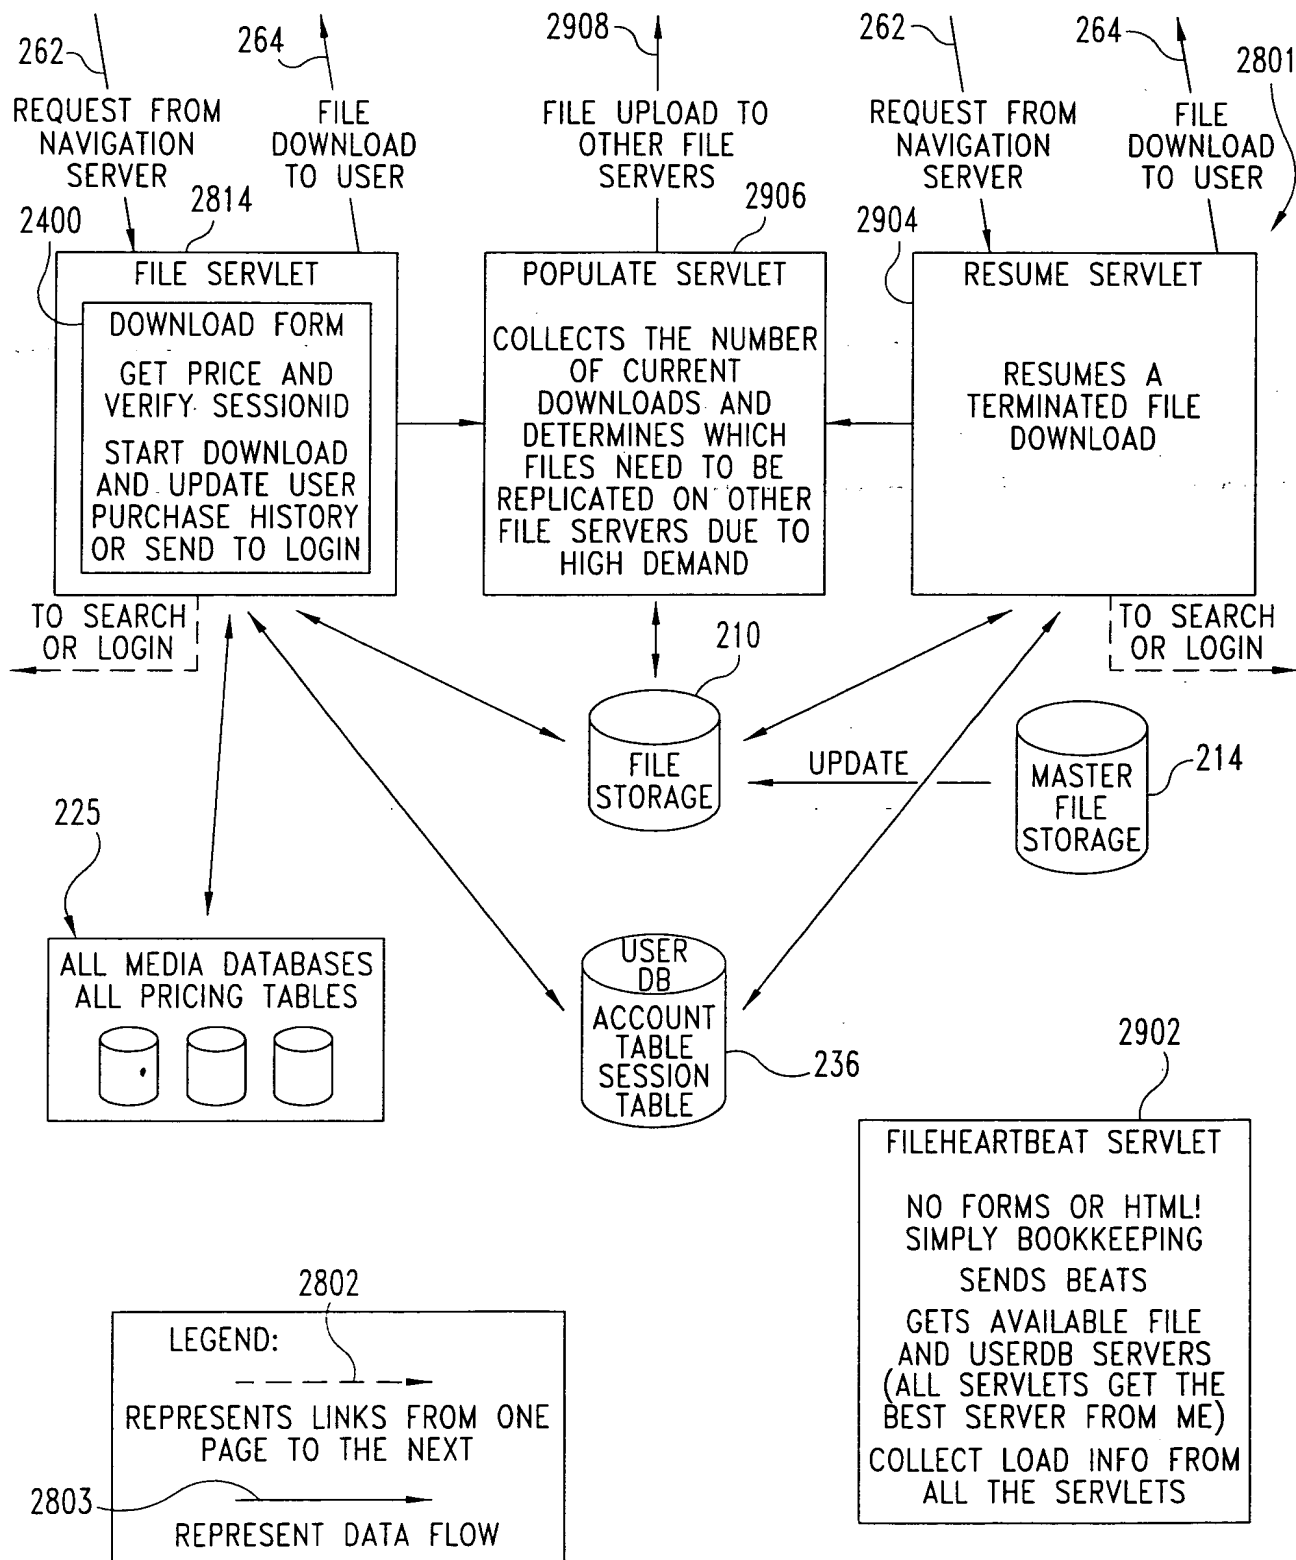 262
264
2908
262
264
2801
REQUEST FROM
NAVIGATION
SERVER
FILE
DOWNLOAD
TO USER
FILE UPLOAD TO
OTHER FILE
SERVERS
REQUEST FROM
NAVIGATION
SERVER
FILE
DOWNLOAD
TO USER
2400
2814
2906
2904
FILE SERVLET
DOWNLOAD FORM
GET PRICE AND
VERIFY SESSIONID
START DOWNLOAD
AND UPDATE USER
PURCHASE HISTORY
OR SEND TO LOGIN
POPULATE SERVLET
COLLECTS THE NUMBER
OF CURRENT
DOWNLOADS AND
DETERMINES WHICH
FILES NEED TO BE
REPLICATED ON OTHER
FILE SERVERS DUE TO
HIGH DEMAND
RESUME SERVLET
RESUMES A
TERMINATED FILE
DOWNLOAD
TO SEARCH
OR LOGIN
TO SEARCH
OR LOGIN
210
FILE
STORAGE
UPDATE
MASTER
FILE
STORAGE
214
225
ALL MEDIA DATABASES
ALL PRICING TABLES
USER
DB
ACCOUNT
TABLE
SESSION
TABLE
236
2902
FILEHEARTBEAT SERVLET
NO FORMS OR HTML!
SIMPLY BOOKKEEPING
SENDS BEATS
GETS AVAILABLE FILE
AND USERDB SERVERS
(ALL SERVLETS GET THE
BEST SERVER FROM ME)
COLLECT LOAD INFO FROM
ALL THE SERVLETS
2802
LEGEND:
REPRESENTS LINKS FROM ONE
PAGE TO THE NEXT
2803
REPRESENT DATA FLOW